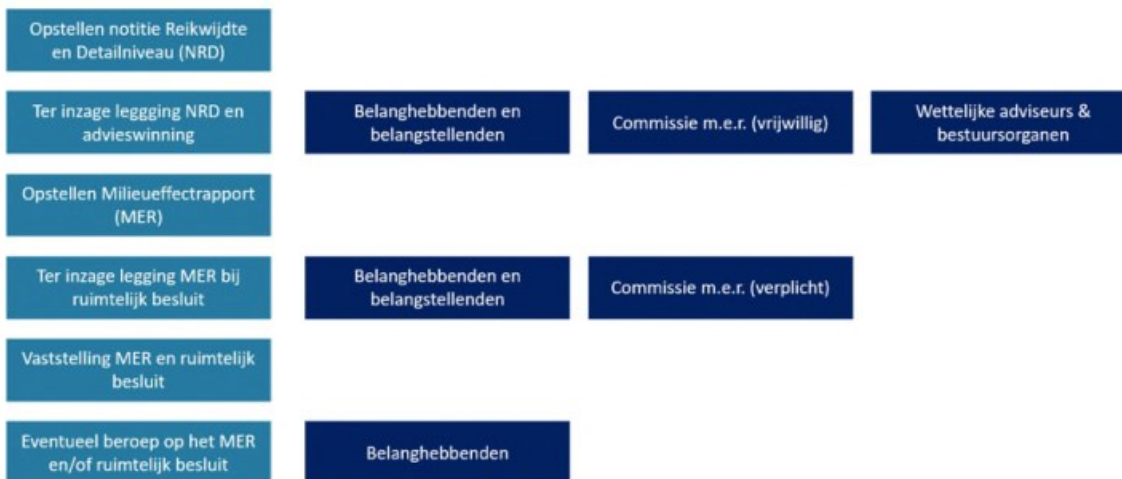 Opstellen notitie Reikwijdte
en Detailniveau (NRD)
Ter inzage leggging NRD en
advieswinning
Belanghebbenden en
belangstellenden
Commissie m.e.r. (vrijwillig)
Wettelijke adviseurs &
bestuursorganen
Opstellen Milieueffectrapport
(MER)
Ter inzage legging MER bij
ruimtelijk besluit
Belanghebbenden en
belangstellenden
Commissie m.e.r. (verplicht)
Vaststelling MER en ruimtelijk
besluit
Eventueel beroep op het MER
en/of ruimtelijk besluit
Belanghebbenden